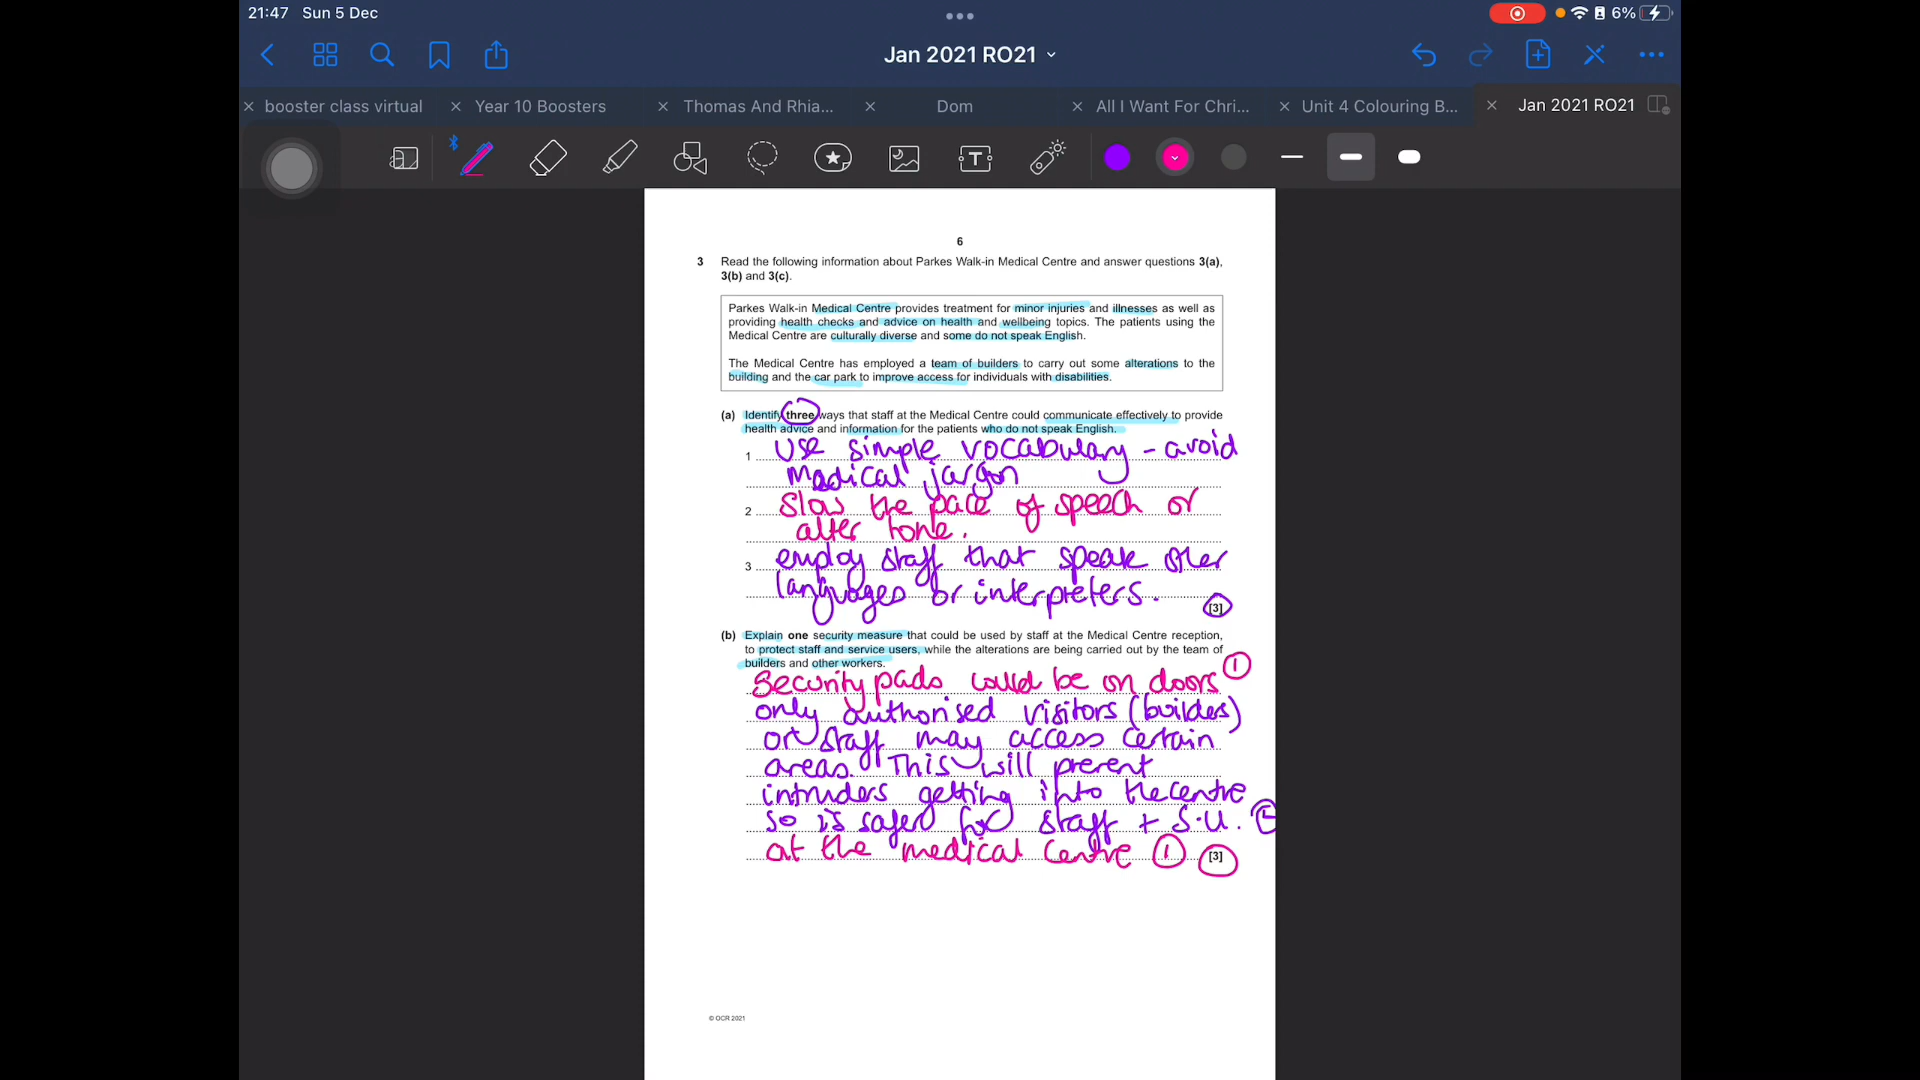 21:47 Sun 5 Dec
6%
Jan 2021 RO21
booster class virtual
Year 10 Boosters
Thomas And Rhia...
Dom
All I Want For Chri...
Unit 4 Colouring B...
Jan 2021 RO21
6
3 Read the following information about Parkes Walk-in Medical Centre and answer questions 3(a),
3(b) and 3(c).
Parkes Walk-in Medical Centre provides treatment for minor injuries and illnesses as well as
providing health checks and advice on health and wellbeing topics. The patients using the
Medical Centre are culturally diverse and some do not speak English.
The Medical Centre has employed a team of builders to carry out some alterations to the
building and the car park to improve access for individuals with disabilities.
(a) Identify three ways that staff at the Medical Centre could communicate effectively to provide
health advice and information for the patients who do not speak English.
1 Use simple vocabulary - avoid
Medical jargon
2 Slow the pace of speech or
alter tone.
3 employ staff that speak other
languages or interpreters.
[3]
(b) Explain one security measure that could be used by staff at the Medical Centre reception,
to protect staff and service users, while the alterations are being carried out by the team of
builders and other workers.
Security pads could be on doors 1
only authorised visitors (builders)
or staff may access certain
areas. This will prevent
intruders getting into the centre
so is safer for staff + S.U.
at the medical centre 1 [3]
© OCR 2021